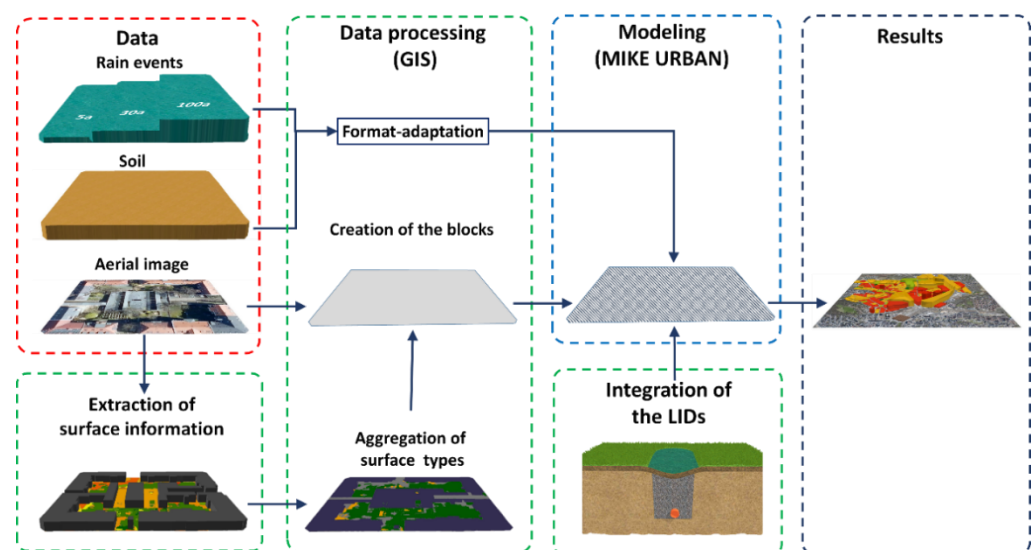 Data
Rain events
5a
30a
100a
Soil
Aerial image
Extraction of
surface information
Data processing
(GIS)
Format-adaptation
Creation of the blocks
Aggregation of
surface types
Modeling
(MIKE URBAN)
Integration of
the LIDs
Results